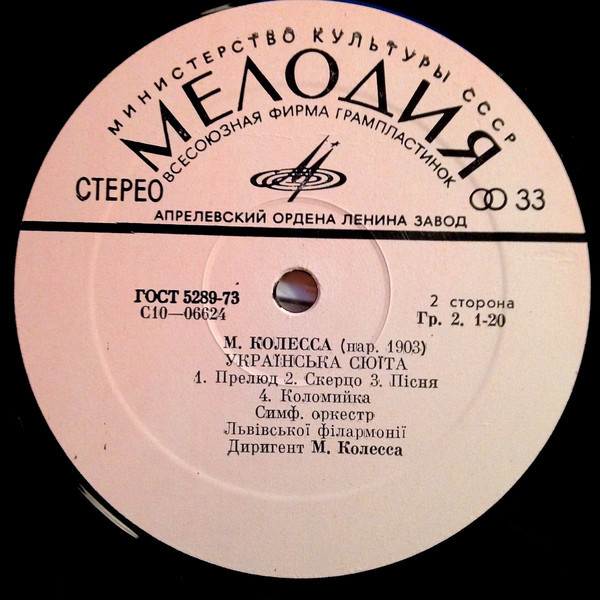 МИНИСТЕРСТВО КУЛЬТУРЫ СССР
МЕЛОДИЯ
ВСЕСОЮЗНАЯ ФИРМА ГРАМПЛАСТИНОК
СТЕРЕО
33
АПРЕЛЕВСКИЙ ОРДЕНА ЛЕНИНА ЗАВОД
ГОСТ 5289-73
2 сторона
С10—06624
Гр. 2. 1-20
М. КОЛЕССА (нар. 1903)
УКРАЇНСЬКА СЮЇТА
1. Прелюд 2. Скерцо 3. Пісня
4. Коломийка
Симф. оркестр
Львівської філармонії
Диригент М. Колесса